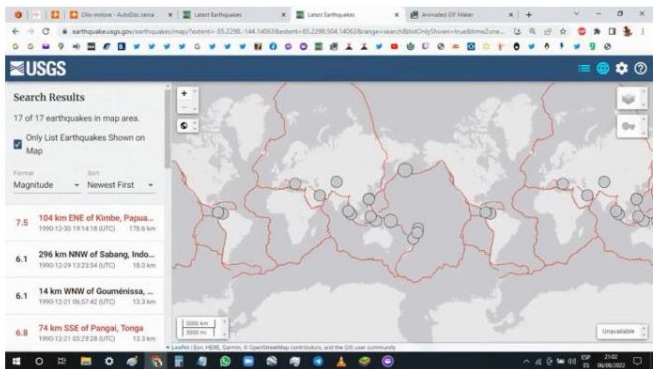 Olio motore - AutoDoc cerca
Latest Earthquakes
Latest Earthquakes
Animated GIF Maker
earthquake.usgs.gov/earthquakes/map/?extent=-35.2298,-144.14063&extent=85.2298,504.14063&range=search&listOnlyShown=true&timeZone...
USGS
Search Results
17 of 17 earthquakes in map area.
Only List Earthquakes Shown on
Map
Format
Sort
Magnitude
Newest First
7.5
104 km ENE of Kimbe, Papua...
1990-12-30 19:14:18 (UTC)
178.6 km
6.1
296 km NNW of Sabang, Indo...
1990-12-29 13:23:54 (UTC)
18.0 km
6.1
14 km WNW of Gouménissa, ...
1990-12-21 06:57:42 (UTC)
13.3 km
6.8
74 km SSE of Pangai, Tonga
1990-12-21 05:29:28 (UTC)
13.3 km
5000 km
3000 mi
Unavailable
Leaflet | Esri, HERE, Garmin, © OpenStreetMap contributors, and the GIS user community
ESP
ES
21:02
06/06/2022